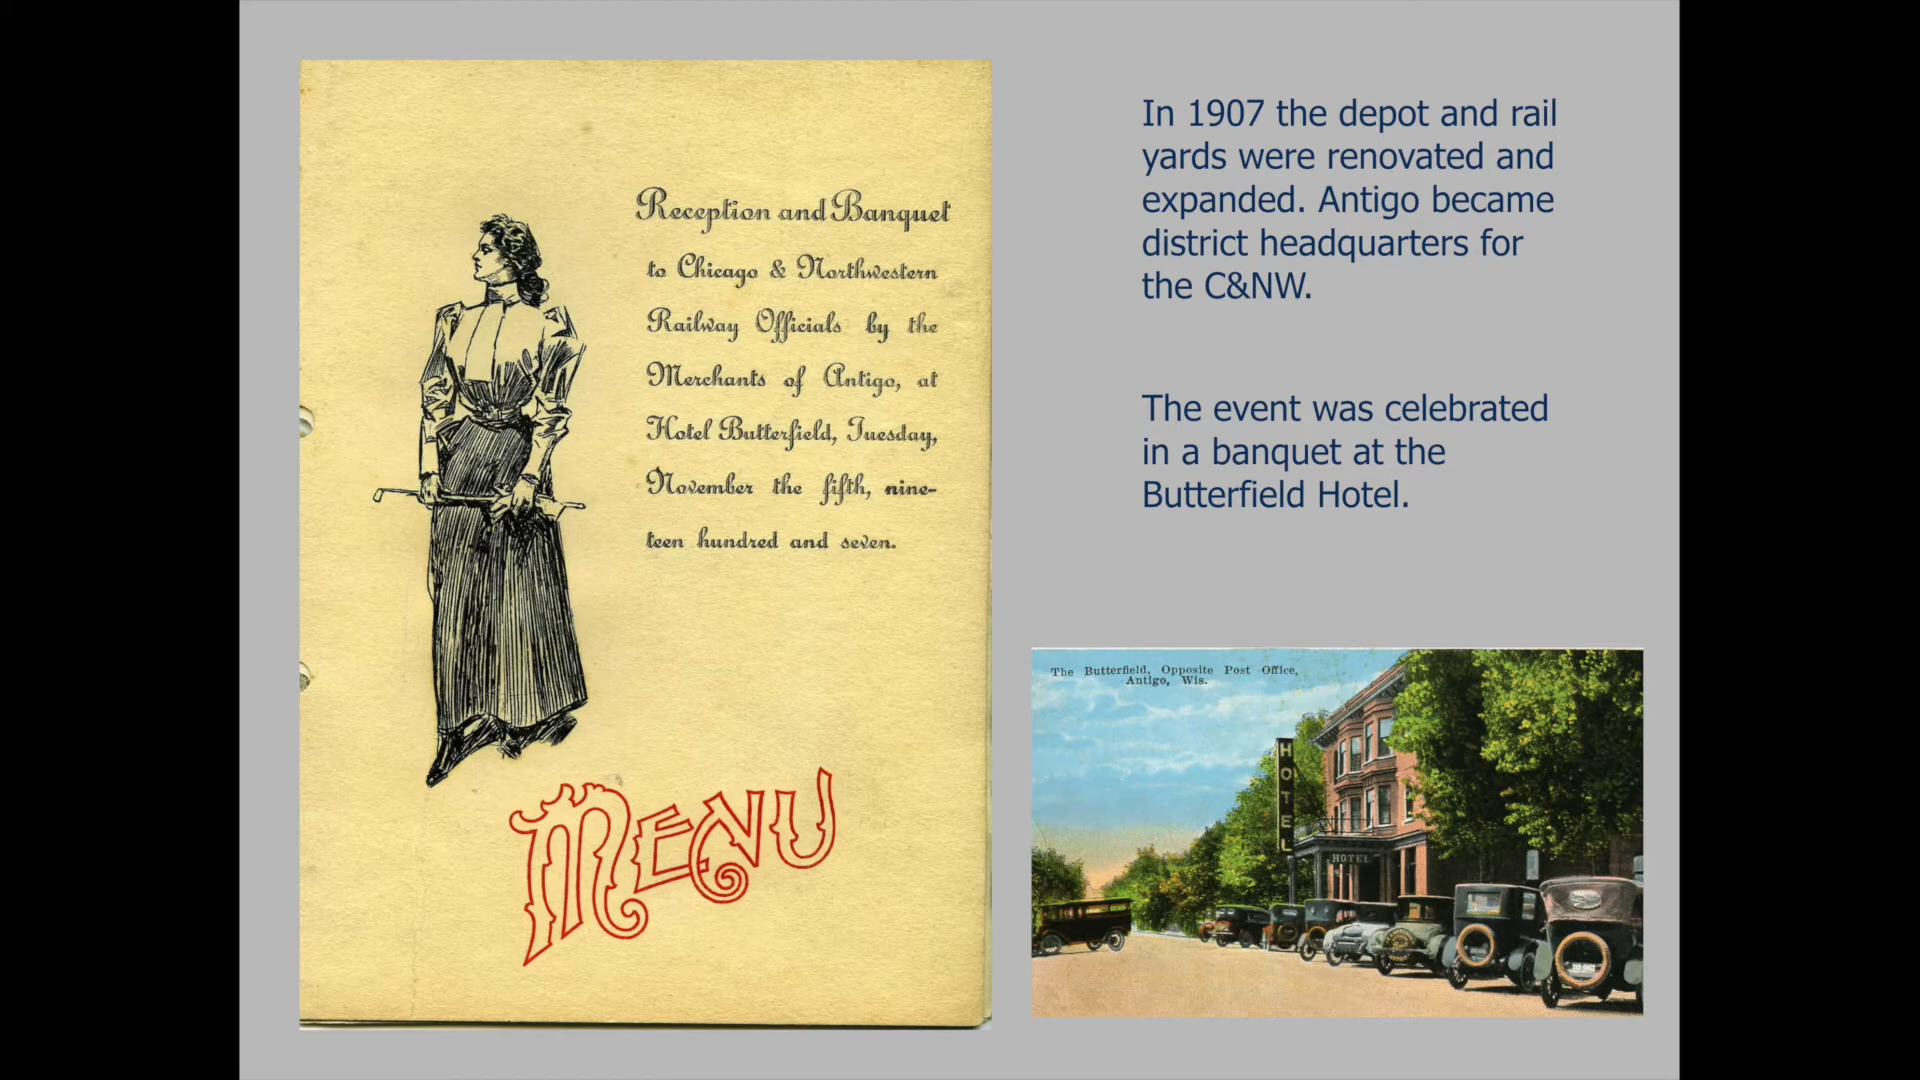 Reception and Banquet
to Chicago & Northwestern
Railway Officials by the
Merchants of Antigo, at
Hotel Butterfield, Tuesday,
November the fifth, nine-
teen hundred and seven.
MENU
In 1907 the depot and rail
yards were renovated and
expanded. Antigo became
district headquarters for
the C&NW.
The event was celebrated
in a banquet at the
Butterfield Hotel.
The Butterfield, Opposite Post Office,
Antigo, Wis.
HOTEL
HOTEL